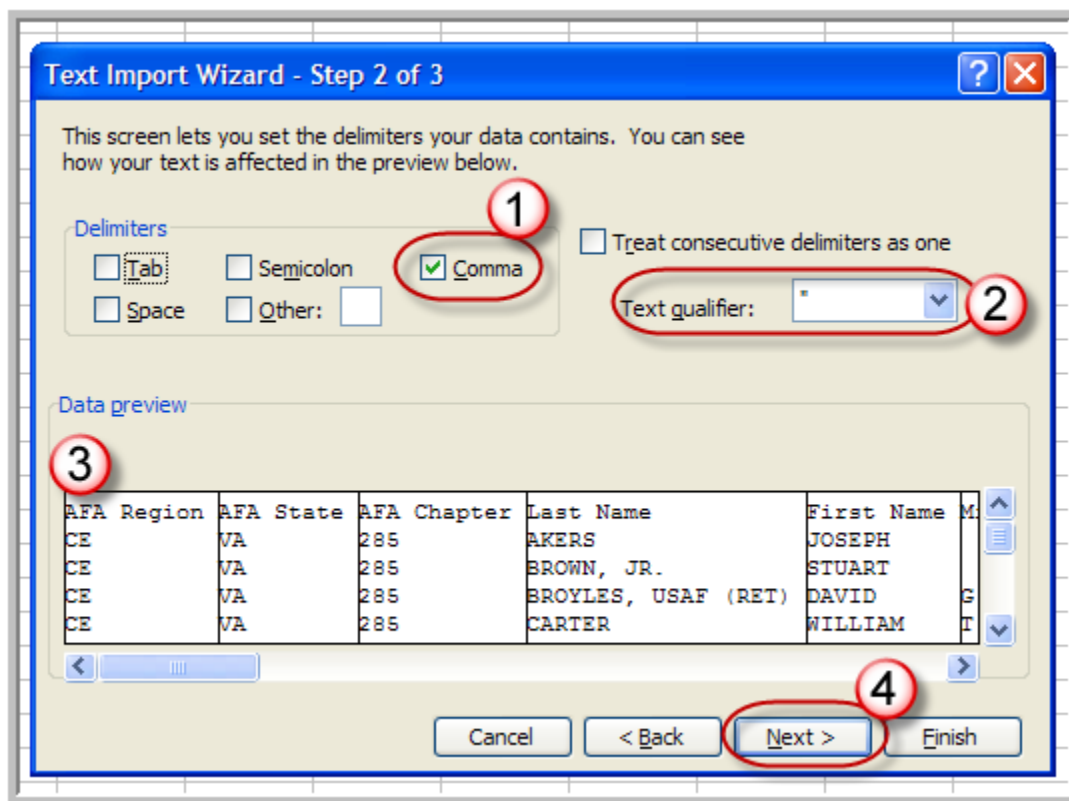 Text Import Wizard - Step 2 of 3
This screen lets you set the delimiters your data contains. You can see
how your text is affected in the preview below.
1
Delimiters
Tab Semicolon Comma
Space Other:
Treat consecutive delimiters as one
Text qualifier: " 2
Data preview
3
AFA Region AFA State AFA Chapter Last Name First Name
CE VA 285 AKERS JOSEPH
CE VA 285 BROWN, JR. STUART
CE VA 285 BROYLES, USAF (RET) DAVID G
CE VA 285 CARTER WILLIAM T
4
Cancel < Back Next > Finish